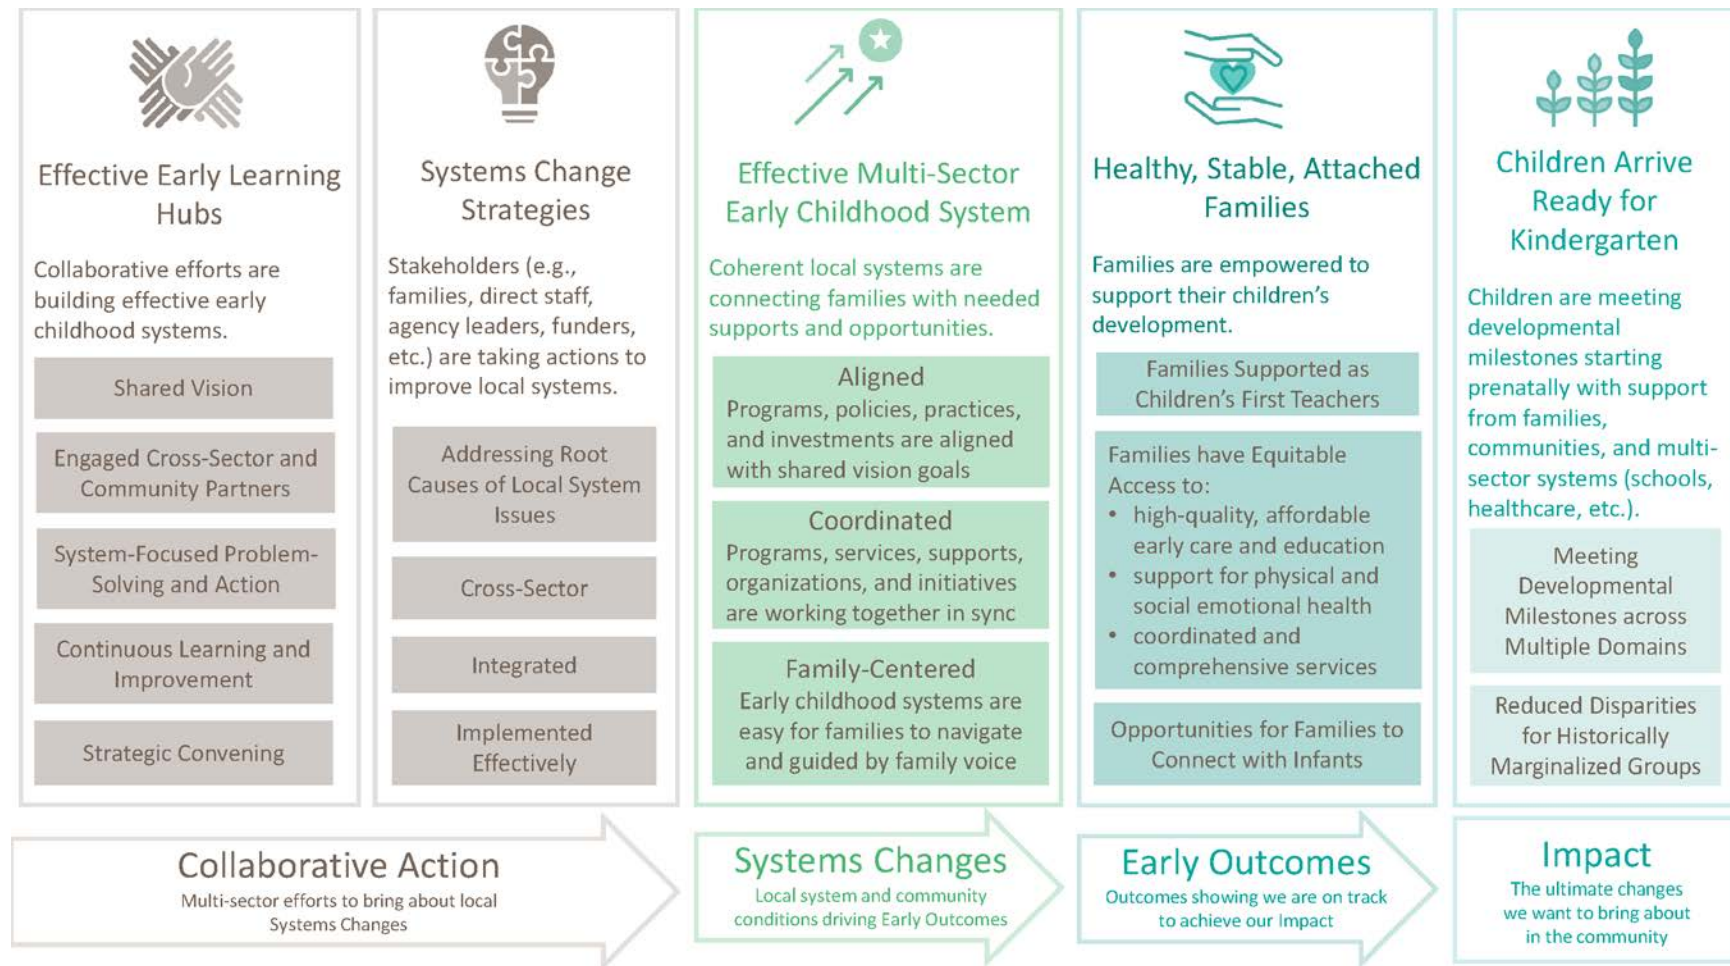 Effective Early Learning
Hubs
Collaborative efforts are
building effective early
childhood systems.
Shared Vision
Engaged Cross-Sector and
Community Partners
System-Focused Problem-
Solving and Action
Continuous Learning and
Improvement
Strategic Convening
Systems Change
Strategies
Stakeholders (e.g.,
families, direct staff,
agency leaders, funders,
etc.) are taking actions to
improve local systems.
Addressing Root
Causes of Local System
Issues
Cross-Sector
Integrated
Implemented
Effectively
Effective Multi-Sector
Early Childhood System
Coherent local systems are
connecting families with needed
supports and opportunities.
Aligned
Programs, policies, practices,
and investments are aligned
with shared vision goals
Coordinated
Programs, services, supports,
organizations, and initiatives
are working together in sync
Family-Centered
Early childhood systems are
easy for families to navigate
and guided by family voice
Healthy, Stable, Attached
Families
Families are empowered to
support their children's
development.
Families Supported as
Children's First Teachers
Families have Equitable
Access to:
• high-quality, affordable
early care and education
• support for physical and
social emotional health
• coordinated and
comprehensive services
Opportunities for Families to
Connect with Infants
Children Arrive
Ready for
Kindergarten
Children are meeting
developmental
milestones starting
prenatally with support
from families,
communities, and multi-
sector systems (schools,
healthcare, etc.).
Meeting
Developmental
Milestones across
Multiple Domains
Reduced Disparities
for Historically
Marginalized Groups
Collaborative Action
Multi-sector efforts to bring about local
Systems Changes
Systems Changes
Local system and community
conditions driving Early Outcomes
Early Outcomes
Outcomes showing we are on track
to achieve our Impact
Impact
The ultimate changes
we want to bring about
in the community